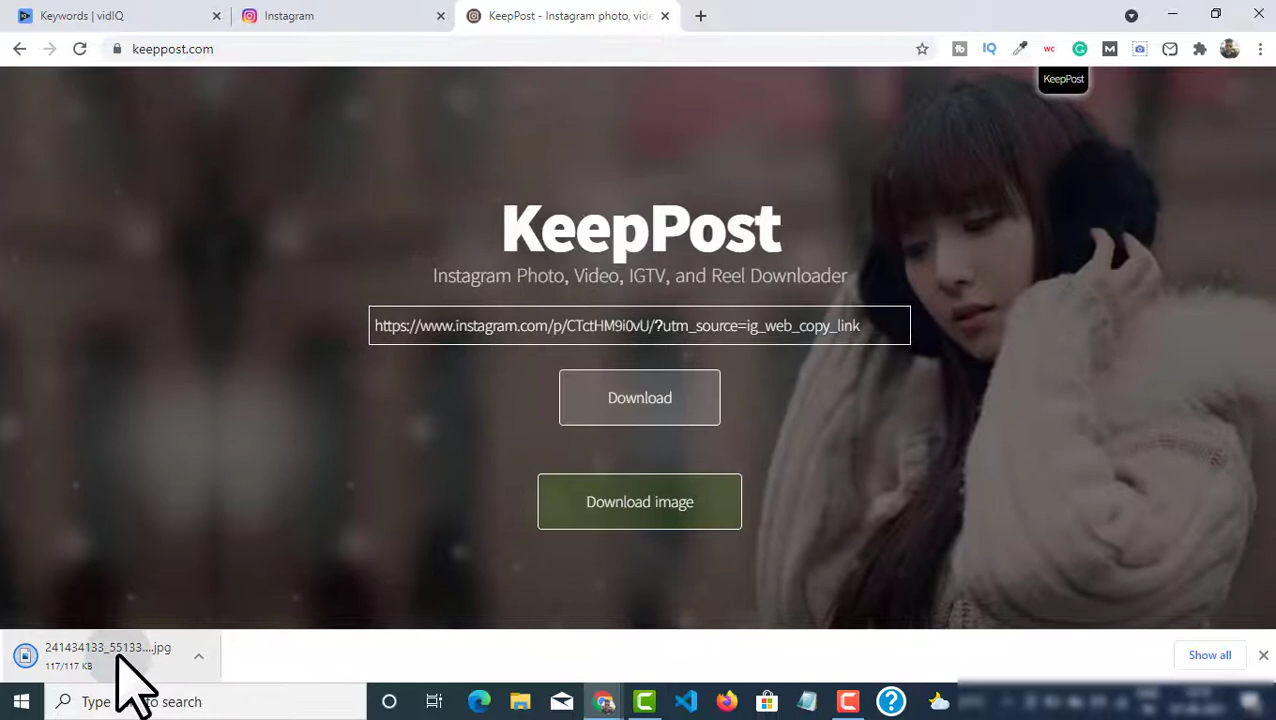 Keywords | vidIQ
Instagram
KeepPost - Instagram photo, vide
keeppost.com
IQ
wc
M
KeepPost
KeepPost
Instagram Photo, Video, IGTV, and Reel Downloader
https://www.instagram.com/p/CTctHM9i0vU/?utm_source=ig_web_copy_link
Download
Download image
241434133_55133....jpg
117/117 KB
Show all
Type to search